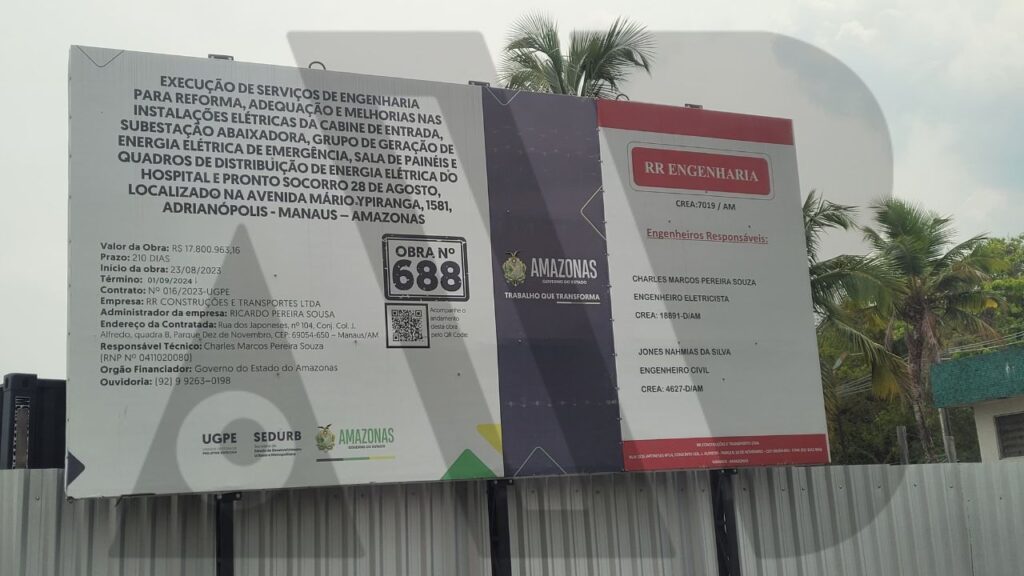 EXECUÇÃO DE SERVIÇOS DE ENGENHARIA
PARA REFORMA, ADEQUAÇÃO E MELHORIAS NAS
INSTALAÇÕES ELÉTRICAS DA CABINE DE ENTRADA,
SUBESTAÇÃO ABAIXADORA, GRUPO DE GERAÇÃO DE
ENERGIA ELÉTRICA DE EMERGÊNCIA, SALA DE PAINÉIS E
QUADROS DE DISTRIBUIÇÃO DE ENERGIA ELÉTRICA DO
HOSPITAL E PRONTO SOCORRO 28 DE AGOSTO,
LOCALIZADO NA AVENIDA MÁRIO YPIRANGA, 1581,
ADRIANÓPOLIS - MANAUS – AMAZONAS
Valor da Obra: R$ 17.800.963,16
Prazo: 210 DIAS
Início da obra: 23/08/2023
Término: 01/09/2024
Contrato: Nº 016/2023-UGPE
Empresa: RR CONSTRUÇÕES E TRANSPORTES LTDA
Administrador da empresa: RICARDO PEREIRA SOUSA
Endereço da Contratada: Rua dos Japoneses, nº 104, Conj. Col. J.
Alfredo, quadra B, Parque Dez de Novembro, CEP: 69054-650 – Manaus/AM
Responsável Técnico: Charles Marcos Pereira Souza
(RNP Nº 0411020080)
Orgão Financiador: Governo do Estado do Amazonas
Ouvidoria: (92) 9 9263-0198
OBRA Nº
688
Acompanhe o
andamento
desta obra
pelo QR Code:
UGPE
SEDURB
AMAZONAS
GOVERNO DO ESTADO
AMAZONAS
GOVERNO DO ESTADO
TRABALHO QUE TRANSFORMA
RR ENGENHARIA
CREA:7019 / AM
Engenheiros Responsáveis:
CHARLES MARCOS PEREIRA SOUZA
ENGENHEIRO ELETRICISTA
CREA: 18891-D/AM
JONES NAHMIAS DA SILVA
ENGENHEIRO CIVIL
CREA: 4627-D/AM